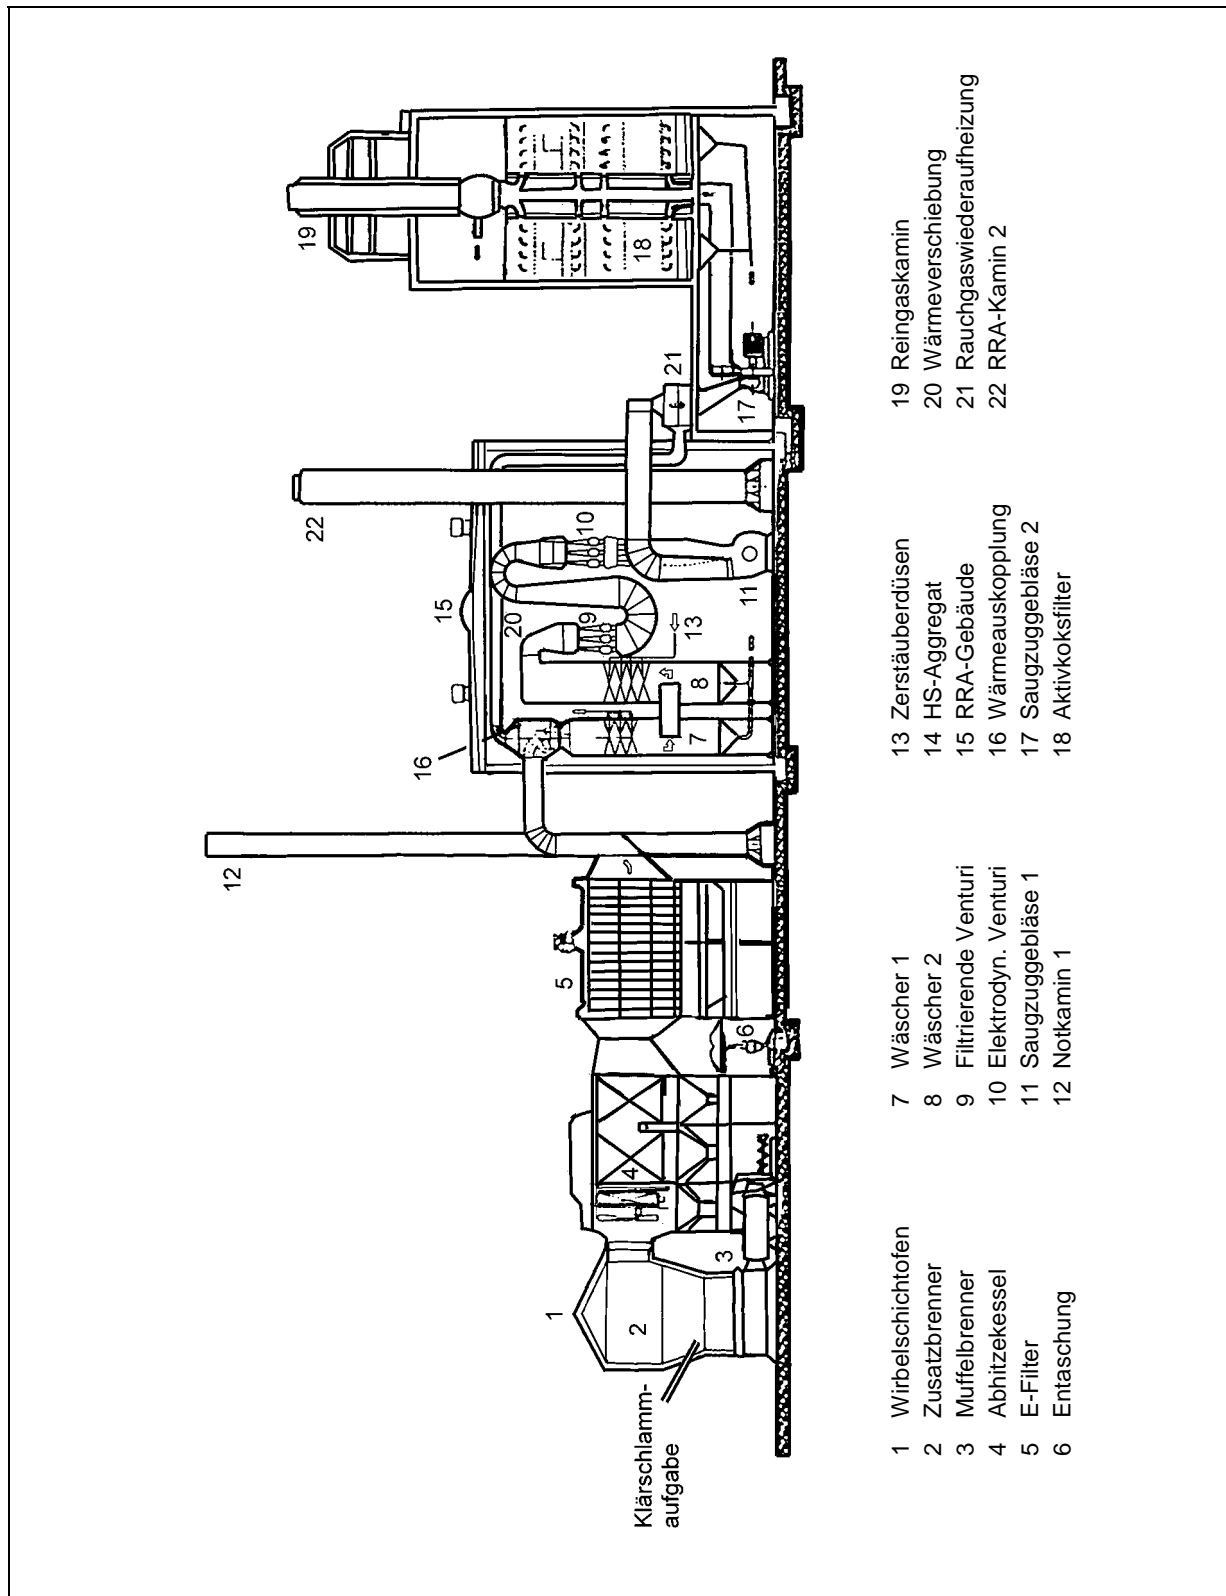 1
2
3
4
5
6
7
8
9
10
11
12
13
15
16
17
18
19
20
21
22
Klärschlamm-
aufgabe
1 Wirbelschichtofen
2 Zusatzbrenner
3 Muffelbrenner
4 Abhitzekessel
5 E-Filter
6 Entaschung
7 Wäscher 1
8 Wäscher 2
9 Filtrierende Venturi
10 Elektrodyn. Venturi
11 Saugzuggebläse 1
12 Notkamin 1
13 Zerstäuberdüsen
14 HS-Aggregat
15 RRA-Gebäude
16 Wärmeauskopplung
17 Saugzuggebläse 2
18 Aktivkoksfilter
19 Reingaskamin
20 Wärmeverschiebung
21 Rauchgaswiederaufheizung
22 RRA-Kamin 2